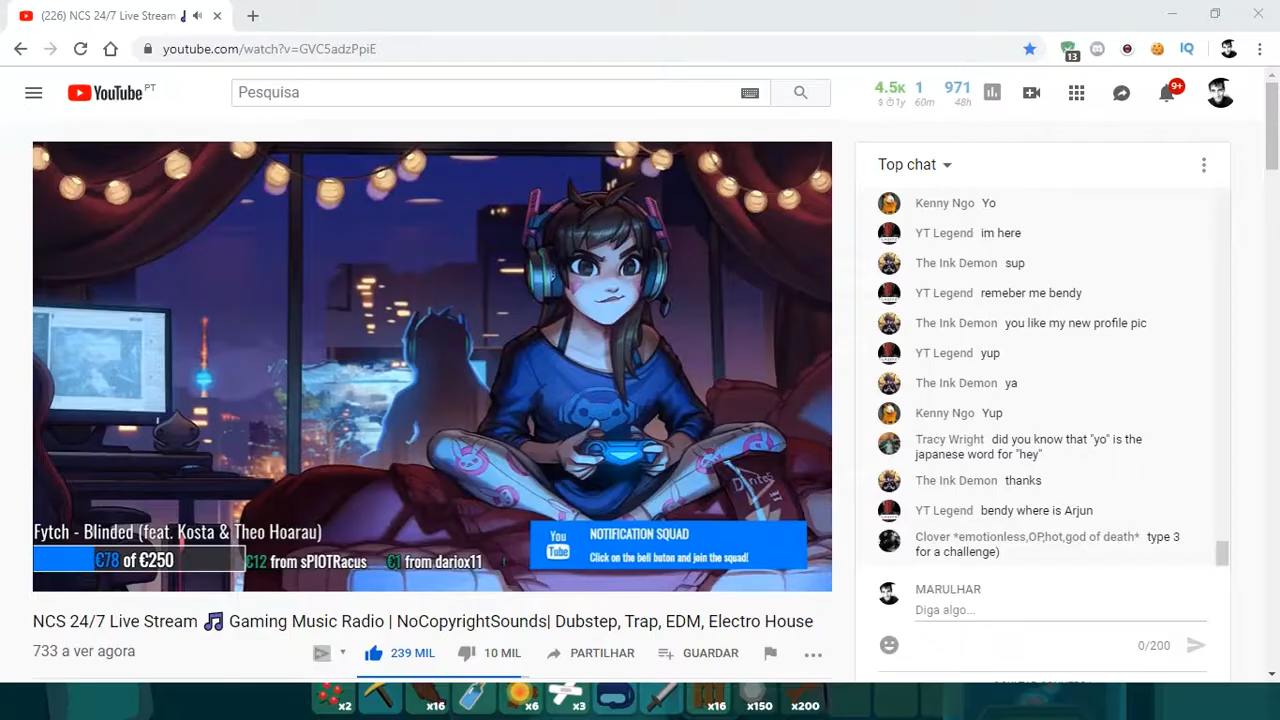 (226) NCS 24/7 Live Stream
youtube.com/watch?v=GVC5adzPpiE
13
IQ
YouTube PT
Pesquisa
4.5K 1 971
1y 60m 48h
9+
Top chat
Kenny Ngo Yo
YT Legend im here
The Ink Demon sup
YT Legend remeber me bendy
The Ink Demon you like my new profile pic
YT Legend yup
The Ink Demon ya
Kenny Ngo Yup
Tracy Wright did you know that "yo" is the
japanese word for "hey"
The Ink Demon thanks
YT Legend bendy where is Arjun
Clover *emotionless,OP,hot,god of death* type 3
for a challenge)
MARULHAR
Diga algo...
0/200
Doritos
Fytch - Blinded (feat. Kosta & Theo Hoarau)
€78 of €250
€12 from sPIOTRacus €1 from dariox11
You
Tube
NOTIFICATION SQUAD
Click on the bell buton and join the squad!
NCS 24/7 Live Stream 🎵 Gaming Music Radio | NoCopyrightSounds| Dubstep, Trap, EDM, Electro House
733 a ver agora
239 MIL 10 MIL PARTILHAR GUARDAR
x2 x16 x6 x3 x16 x150 x200